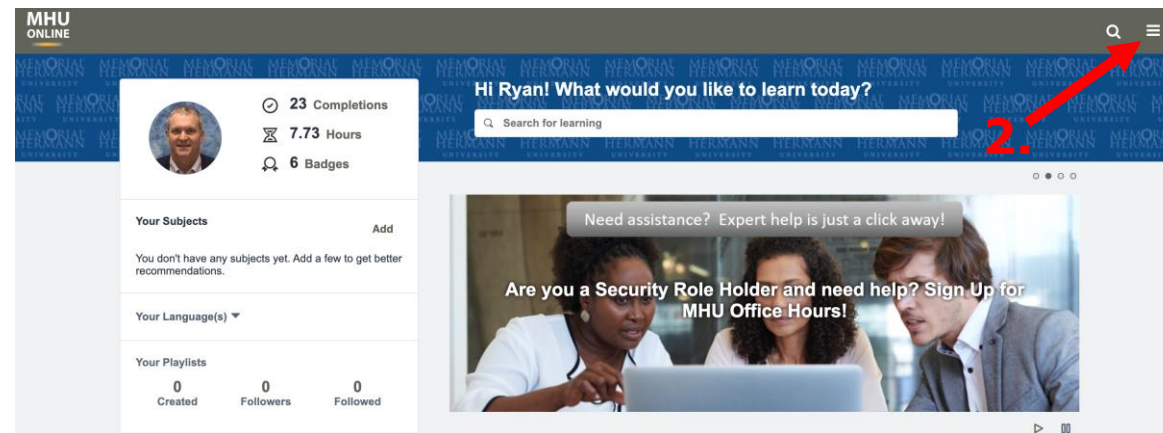 MHU
ONLINE
MEMORIAL
HERMANN
UNIVERSITY
23 Completions
7.73 Hours
6 Badges
Hi Ryan! What would you like to learn today?
Search for learning
2.
Your Subjects
Add
You don't have any subjects yet. Add a few to get better
recommendations.
Your Language(s)
Your Playlists
0 0 0
Created Followers Followed
Need assistance? Expert help is just a click away!
Are you a Security Role Holder and need help? Sign Up for
MHU Office Hours!